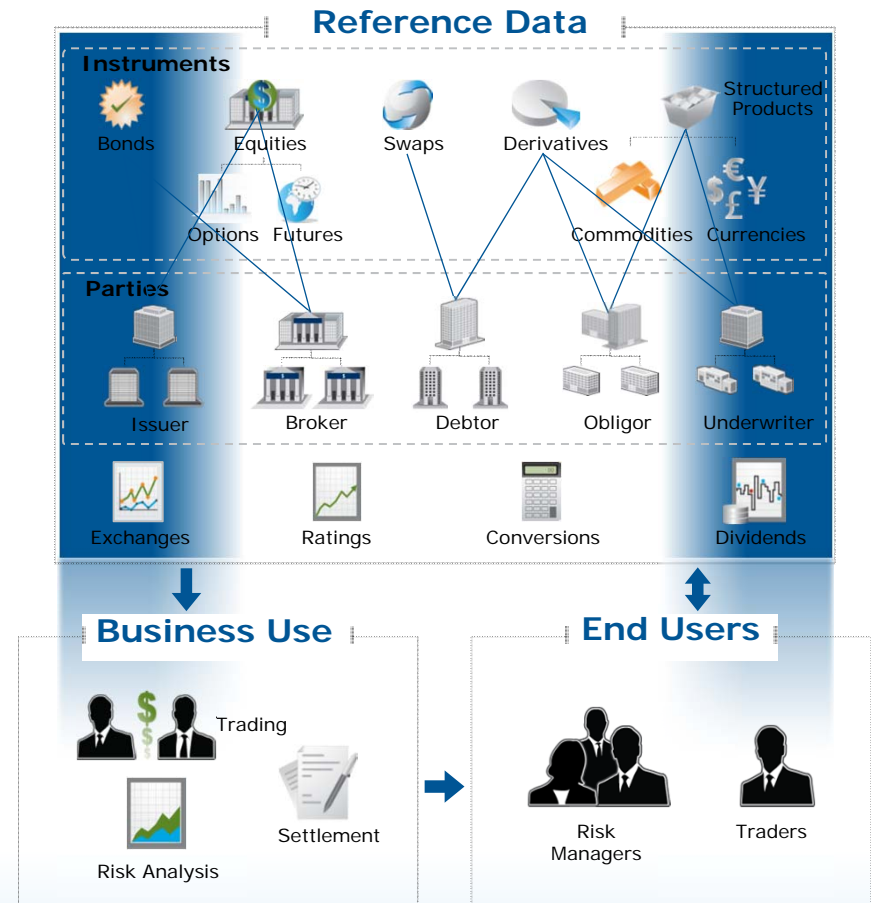 Reference Data
Instruments
Bonds
Equities
Swaps
Derivatives
Structured
Products
Options
Futures
Commodities
Currencies
Parties
Issuer
Broker
Debtor
Obligor
Underwriter
Exchanges
Ratings
Conversions
Dividends
Business Use
End Users
Trading
Settlement
Risk Analysis
Risk
Managers
Traders